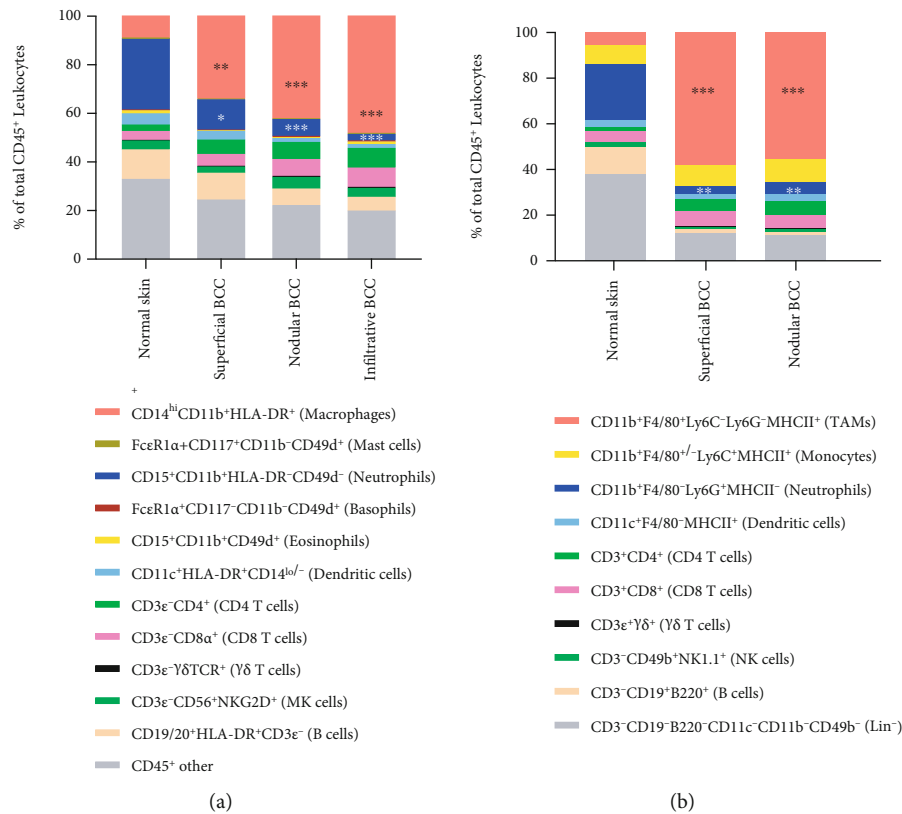 % of total CD45⁺ Leukocytes
100
80
60
40
20
0
**
*
***
***
***
***
Normal skin
Superficial BCC
Nodular BCC
Infiltrative BCC
+
CD14ʰⁱCD11b⁺HLA-DR⁺ (Macrophages)
FcεR1α+CD117⁺CD11b⁻CD49d⁺ (Mast cells)
CD15⁺CD11b⁺HLA-DR⁻CD49d⁻ (Neutrophils)
FcεR1α⁺CD117⁻CD11b⁻CD49d⁺ (Basophils)
CD15⁺CD11b⁺CD49d⁺ (Eosinophils)
CD11c⁺HLA-DR⁺CD14ˡᵒ/⁻ (Dendritic cells)
CD3ε⁻CD4⁺ (CD4 T cells)
CD3ε⁻CD8α⁺ (CD8 T cells)
CD3ε⁻γδTCR⁺ (γδ T cells)
CD3ε⁻CD56⁺NKG2D⁺ (MK cells)
CD19/20⁺HLA-DR⁺CD3ε⁻ (B cells)
CD45⁺ other
(a)
% of total CD45⁺ Leukocytes
100
80
60
40
20
0
***
***
**
**
Normal skin
Superficial BCC
Nodular BCC
CD11b⁺F4/80⁺Ly6C⁻Ly6G⁻MHCII⁺ (TAMs)
CD11b⁺F4/80⁺/⁻Ly6C⁺MHCII⁺ (Monocytes)
CD11b⁺F4/80⁻Ly6G⁺MHCII⁻ (Neutrophils)
CD11c⁺F4/80⁻MHCII⁺ (Dendritic cells)
CD3⁺CD4⁺ (CD4 T cells)
CD3⁺CD8⁺ (CD8 T cells)
CD3ε⁺γδ⁺ (γδ T cells)
CD3⁻CD49b⁺NK1.1⁺ (NK cells)
CD3⁻CD19⁺B220⁺ (B cells)
CD3⁻CD19⁻B220⁻CD11c⁻CD11b⁻CD49b⁻ (Lin⁻)
(b)